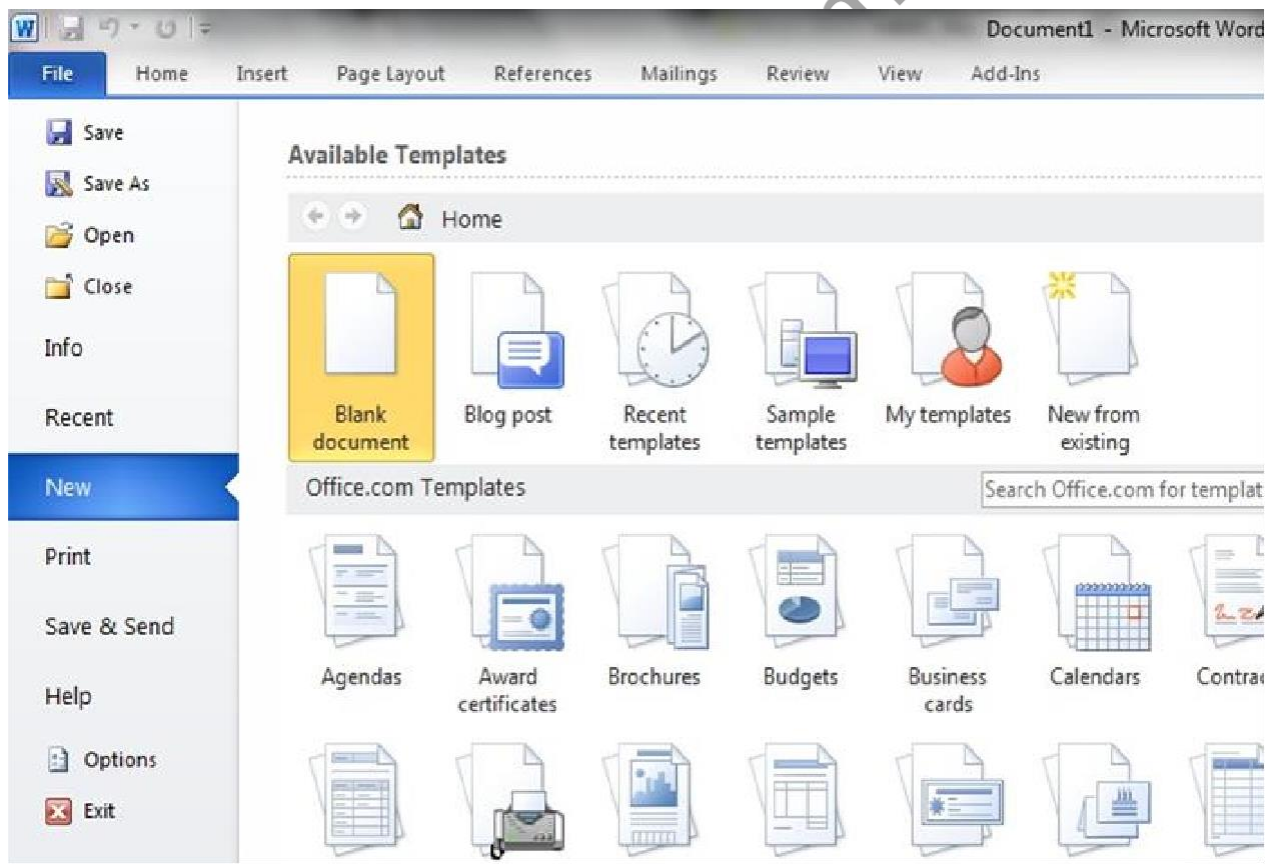 Document1 - Microsoft Word
File Home Insert Page Layout References Mailings Review View Add-Ins
Save
Save As
Open
Close
Info
Recent
New
Print
Save & Send
Help
Options
Exit
Available Templates
Home
Blank document
Blog post
Recent templates
Sample templates
My templates
New from existing
Office.com Templates
Search Office.com for templat
Agendas
Award certificates
Brochures
Budgets
Business cards
Calendars
Contrac